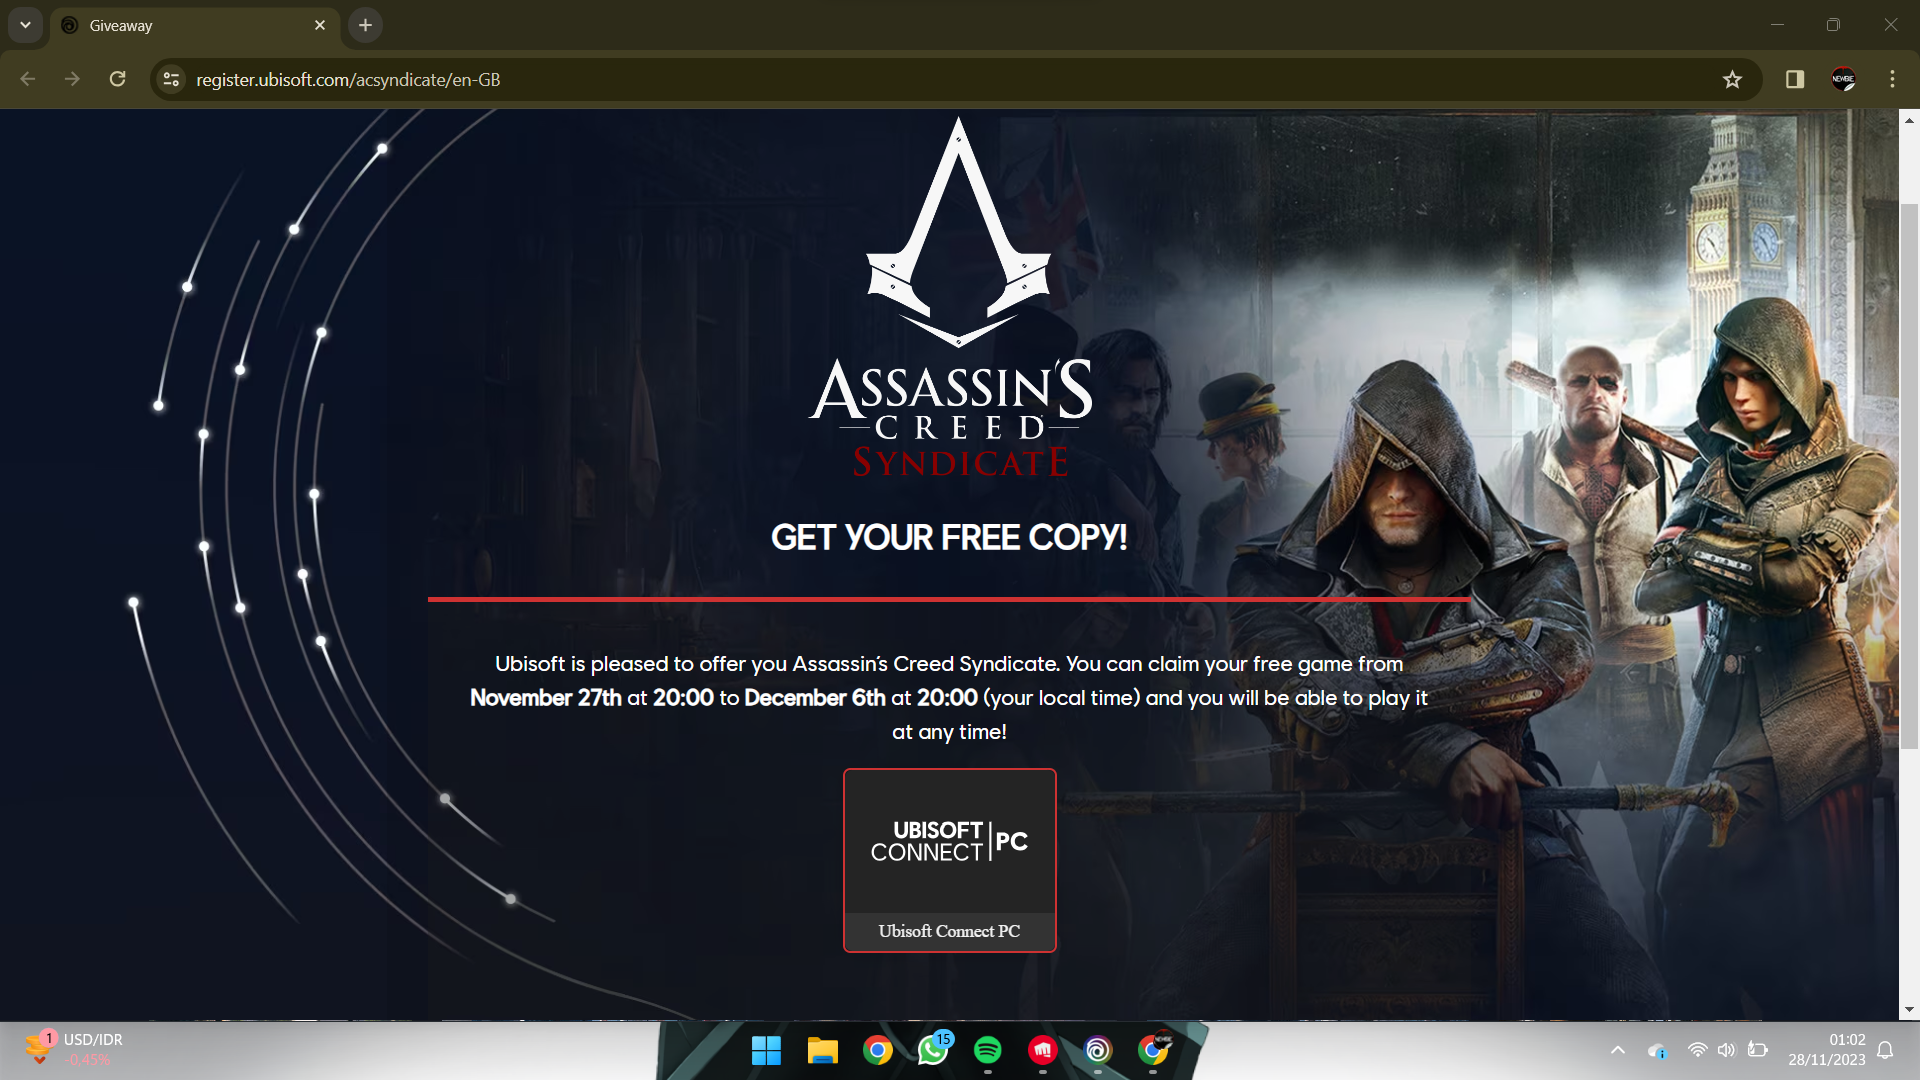 Giveaway
register.ubisoft.com/acsyndicate/en-GB
NEWBIE
ASSASSIN'S
CREED
SYNDICATE
GET YOUR FREE COPY!
Ubisoft is pleased to offer you Assassin's Creed Syndicate. You can claim your free game from
November 27th at 20:00 to December 6th at 20:00 (your local time) and you will be able to play it
at any time!
UBISOFT
CONNECT
PC
Ubisoft Connect PC
1
USD/IDR
-0,45%
15
01:02
28/11/2023